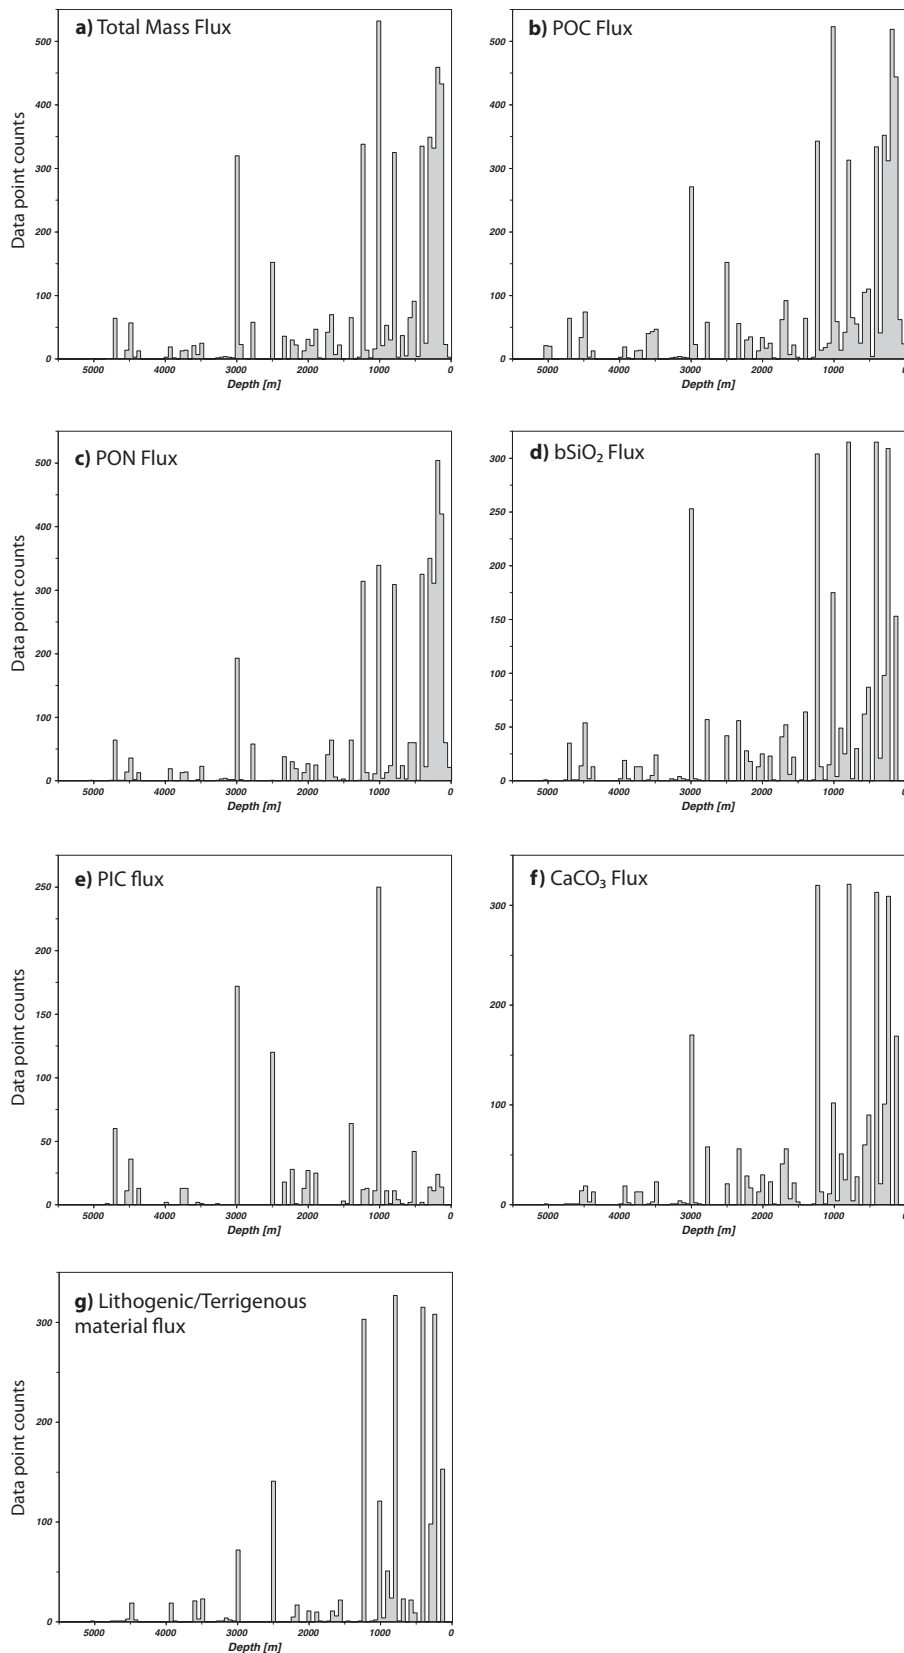 a) Total Mass Flux
500
400
300
200
100
0
Data point counts
5000 4000 3000 2000 1000 0
Depth [m]
b) POC Flux
500
400
300
200
100
0
5000 4000 3000 2000 1000 0
Depth [m]
c) PON Flux
500
400
300
200
100
0
Data point counts
5000 4000 3000 2000 1000 0
Depth [m]
d) bSiO₂ Flux
300
250
200
150
100
50
0
5000 4000 3000 2000 1000 0
Depth [m]
e) PIC flux
250
200
150
100
50
0
Data point counts
5000 4000 3000 2000 1000 0
Depth [m]
f) CaCO₃ Flux
300
200
100
0
5000 4000 3000 2000 1000 0
Depth [m]
g) Lithogenic/Terrigenous
material flux
300
200
100
0
Data point counts
5000 4000 3000 2000 1000 0
Depth [m]